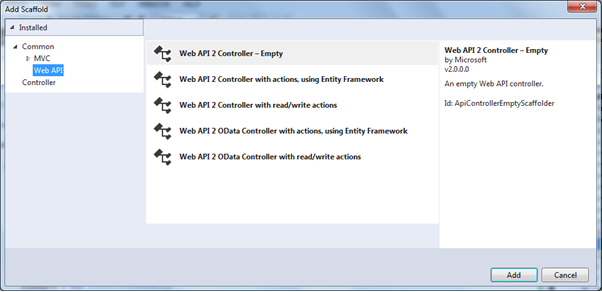 Add Scaffold
Installed
Common
MVC
Web API
Controller
Web API 2 Controller – Empty
Web API 2 Controller with actions, using Entity Framework
Web API 2 Controller with read/write actions
Web API 2 OData Controller with actions, using Entity Framework
Web API 2 OData Controller with read/write actions
Web API 2 Controller – Empty
by Microsoft
v2.0.0.0
An empty Web API controller.
Id: ApiControllerEmptyScaffolder
Add
Cancel